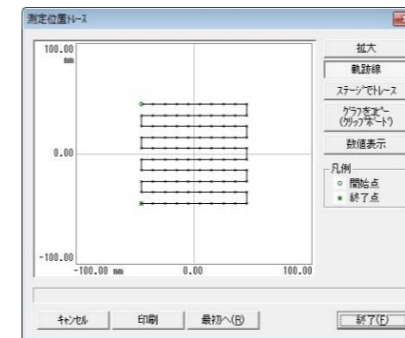 測定位置トレース
100.00
mm
0.00
-100.00
-100.00 mm
0.00
100.00
拡大
軌跡線
ステージでトレース
グラフをコピー
(クリップボード)
数値表示
凡例
開始点
終了点
キャンセル
印刷
最初へ(R)
終了(F)